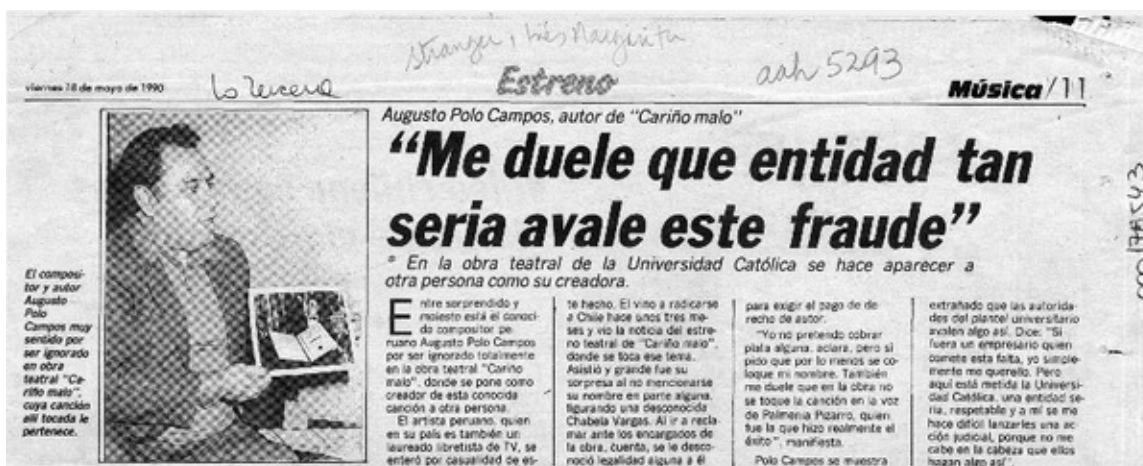 Stranger, Inés Margarita
aah 5293
viernes 18 de mayo de 1990
La Tercera
Estreno
Música/11
Augusto Polo Campos, autor de "Cariño malo"
"Me duele que entidad tan
seria avale este fraude"
* En la obra teatral de la Universidad Católica se hace aparecer a
otra persona como su creadora.
El composi-
tor y autor
Augusto
Polo
Campos muy
sentido por
ser ignorado
en obra
teatral "Ca-
riño malo",
cuya canción
allí tocada le
pertenece.
Entre sorprendido y
molesto está el conoci-
do compositor pe-
ruano Augusto Polo Campos
por ser ignorado totalmente
en la obra teatral "Cariño
malo", donde se pone como
creador de esta conocida
canción a otra persona.
El artista peruano, quien
en su país es también un
laureado libretista de TV, se
enteró por casualidad de es-
te hecho. El vino a radicarse
a Chile hace unos tres me-
ses y vio la noticia del estre-
no teatral de "Cariño malo",
donde se toca ese tema.
Asistió y grande fue su
sorpresa al no mencionarse
su nombre en parte alguna,
figurando una desconocida
Chabela Vargas. Al ir a recla-
mar ante los encargados de
la obra, cuenta, se le desco-
noció legalidad alguna a él
para exigir el pago de de
recho de autor.
"Yo no pretendo cobrar
plata alguna, aclara, pero sí
pido que por lo menos se co-
loque mi nombre. También
me duele que en la obra no
se toque la canción en la voz
de Palmenia Pizarro, quien
fue la que hizo realmente el
éxito", manifiesta.
Polo Campos se muestra
extrañado que las autorida-
des del plantel universitario
avalen algo así. Dice: "Si
fuera un empresario quien
comete esta falta, yo simple-
mente me querello. Pero
aquí está metida la Universi-
dad Católica, una entidad se-
ria, respetable y a mí se me
hace difícil lanzarles una ac-
ción judicial, porque no me
cabe en la cabeza que ellos
hagan algo así".